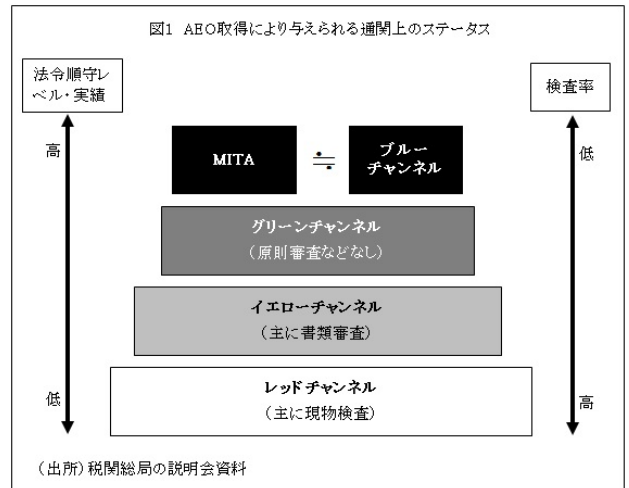 図1 AEO取得により与えられる通関上のステータス
法令順守レ
ベル・実績
検査率
高
低
MITA
≒
ブルー
チャンネル
グリーンチャンネル
（原則審査などなし）
イエローチャンネル
（主に書類審査）
レッドチャンネル
（主に現物検査）
低
高
（出所）税関総局の説明会資料